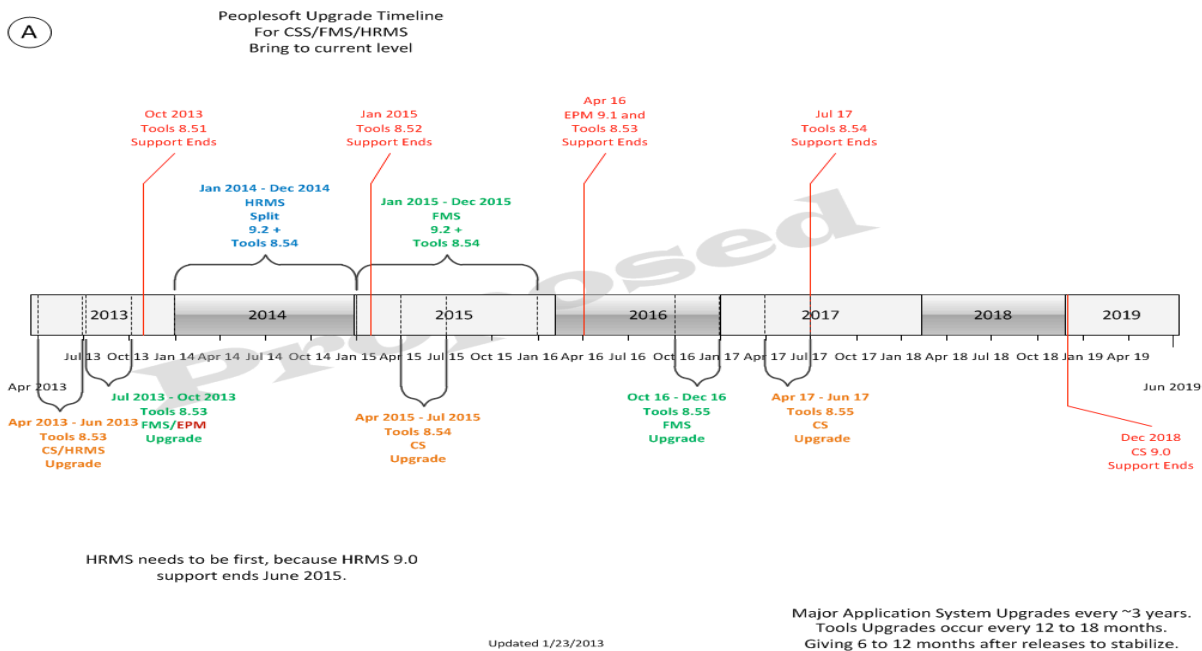 A
Peoplesoft Upgrade Timeline
For CSS/FMS/HRMS
Bring to current level
Oct 2013
Tools 8.51
Support Ends
Jan 2015
Tools 8.52
Support Ends
Apr 16
EPM 9.1 and
Tools 8.53
Support Ends
Jul 17
Tools 8.54
Support Ends
Jan 2014 - Dec 2014
HRMS
Split
9.2 +
Tools 8.54
Jan 2015 - Dec 2015
FMS
9.2 +
Tools 8.54
Proposed
2013 2014 2015 2016 2017 2018 2019
Jul 13 Oct 13 Jan 14 Apr 14 Jul 14 Oct 14 Jan 15 Apr 15 Jul 15 Oct 15 Jan 16 Apr 16 Jul 16 Oct 16 Jan 17 Apr 17 Jul 17 Oct 17 Jan 18 Apr 18 Jul 18 Oct 18 Jan 19 Apr 19
Apr 2013
Jun 2019
Apr 2013 - Jun 2013
Tools 8.53
CS/HRMS
Upgrade
Jul 2013 - Oct 2013
Tools 8.53
FMS/EPM
Upgrade
Apr 2015 - Jul 2015
Tools 8.54
CS
Upgrade
Oct 16 - Dec 16
Tools 8.55
FMS
Upgrade
Apr 17 - Jun 17
Tools 8.55
CS
Upgrade
Dec 2018
CS 9.0
Support Ends
HRMS needs to be first, because HRMS 9.0
support ends June 2015.
Updated 1/23/2013
Major Application System Upgrades every ~3 years.
Tools Upgrades occur every 12 to 18 months.
Giving 6 to 12 months after releases to stabilize.